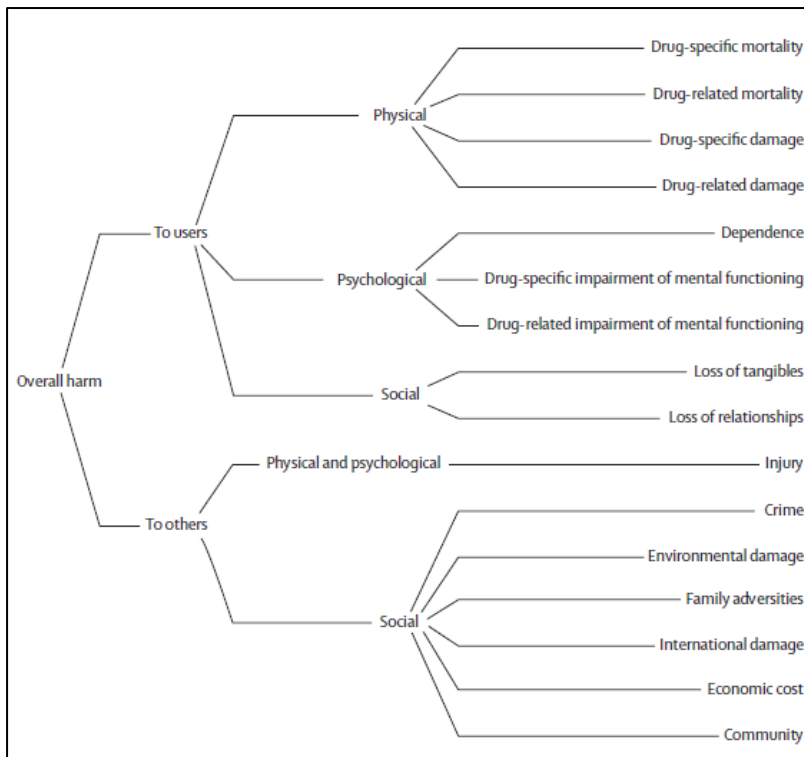 Drug-specific mortality
Drug-related mortality
Physical
Drug-specific damage
Drug-related damage
To users
Dependence
Psychological
Drug-specific impairment of mental functioning
Drug-related impairment of mental functioning
Overall harm
Loss of tangibles
Social
Loss of relationships
Physical and psychological
Injury
To others
Crime
Environmental damage
Family adversities
Social
International damage
Economic cost
Community